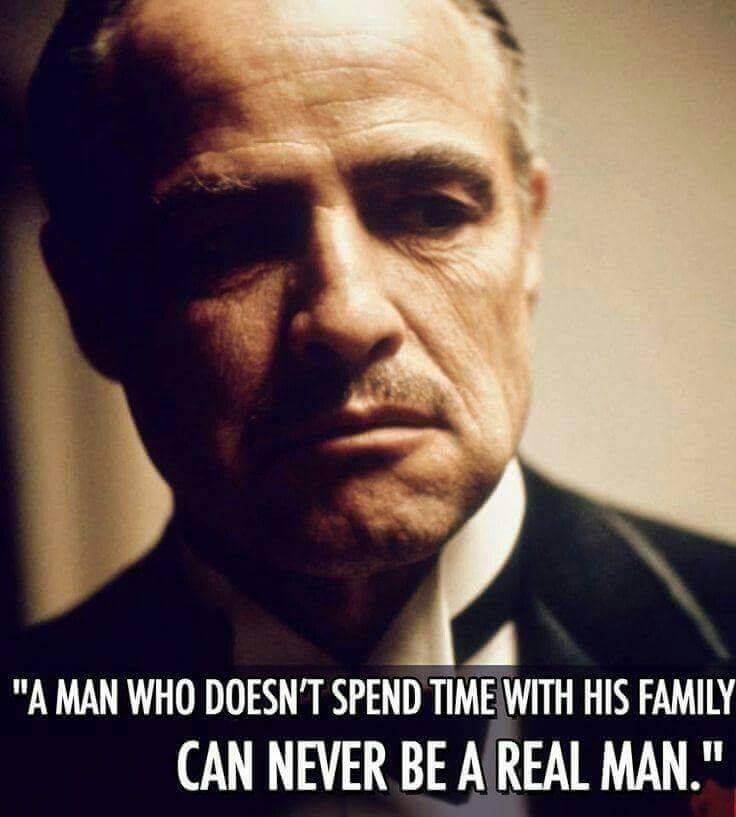 "A MAN WHO DOESN'T SPEND TIME WITH HIS FAMILY
CAN NEVER BE A REAL MAN."